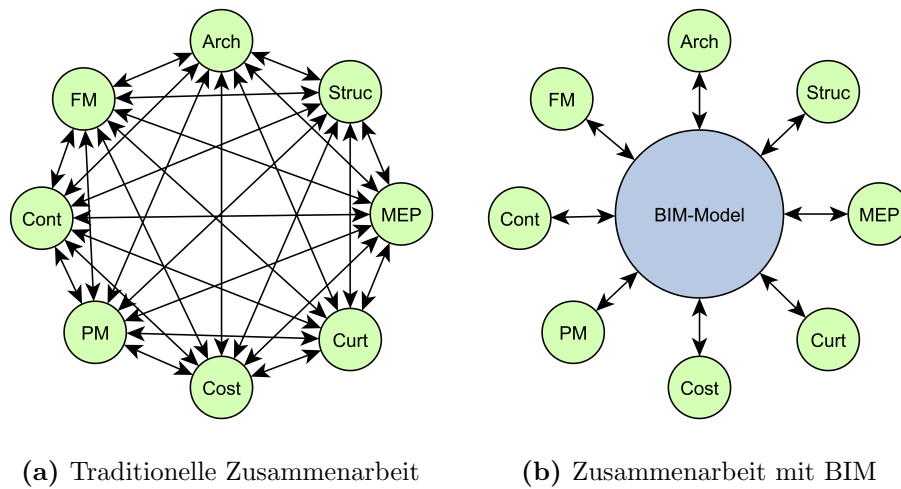 Arch
FM
Struc
Cont
MEP
PM
Curt
Cost
(a) Traditionelle Zusammenarbeit
Arch
FM
Struc
Cont
BIM-Model
MEP
PM
Curt
Cost
(b) Zusammenarbeit mit BIM